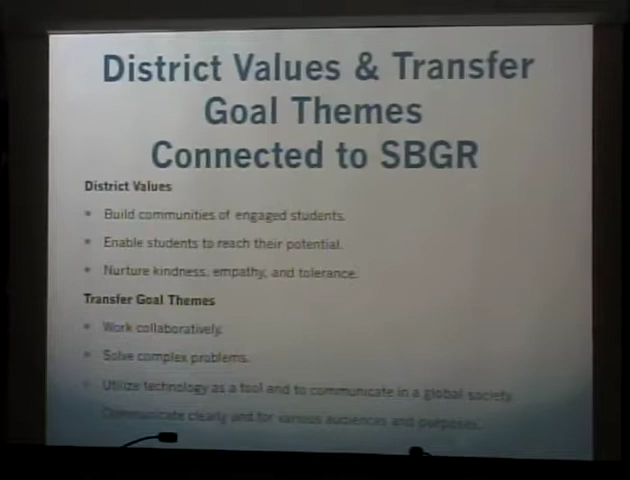 District Values & Transfer
Goal Themes
Connected to SBGR
District Values
Build communities of engaged students.
Enable students to reach their potential.
Nurture kindness, empathy, and tolerance.
Transfer Goal Themes
Work collaboratively.
Solve complex problems.
Utilize technology as a tool and to communicate in a global society.
Communicate clearly and for various audiences and purposes.